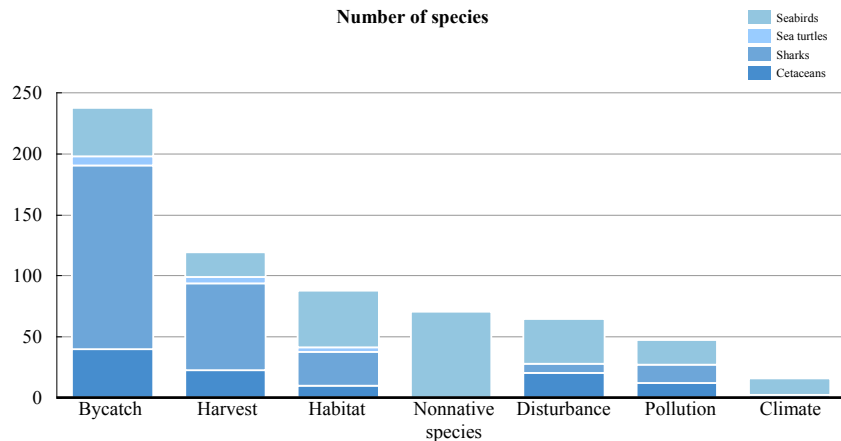 Number of species
Seabirds
Sea turtles
Sharks
Cetaceans
250
200
150
100
50
0
Bycatch Harvest Habitat Nonnative Disturbance Pollution Climate
species